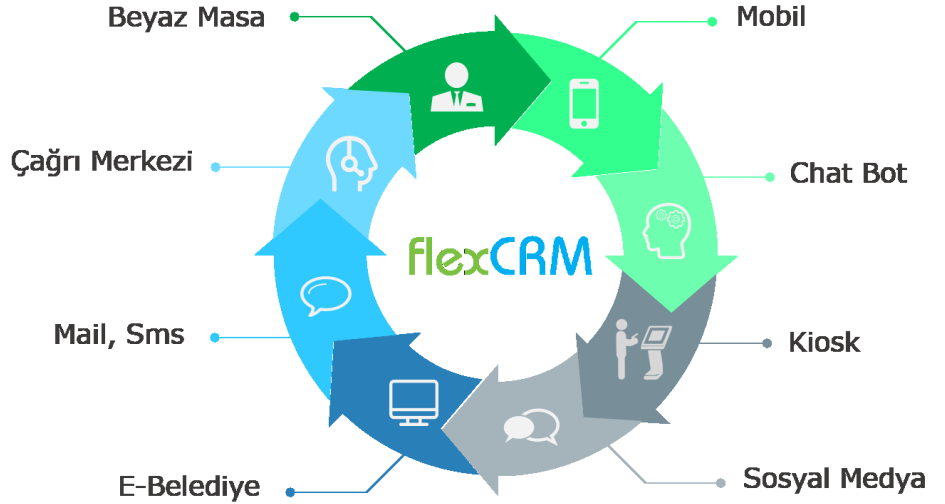 Beyaz Masa
Mobil
Çağrı Merkezi
Chat Bot
flexCRM
Mail, Sms
Kiosk
E-Belediye
Sosyal Medya